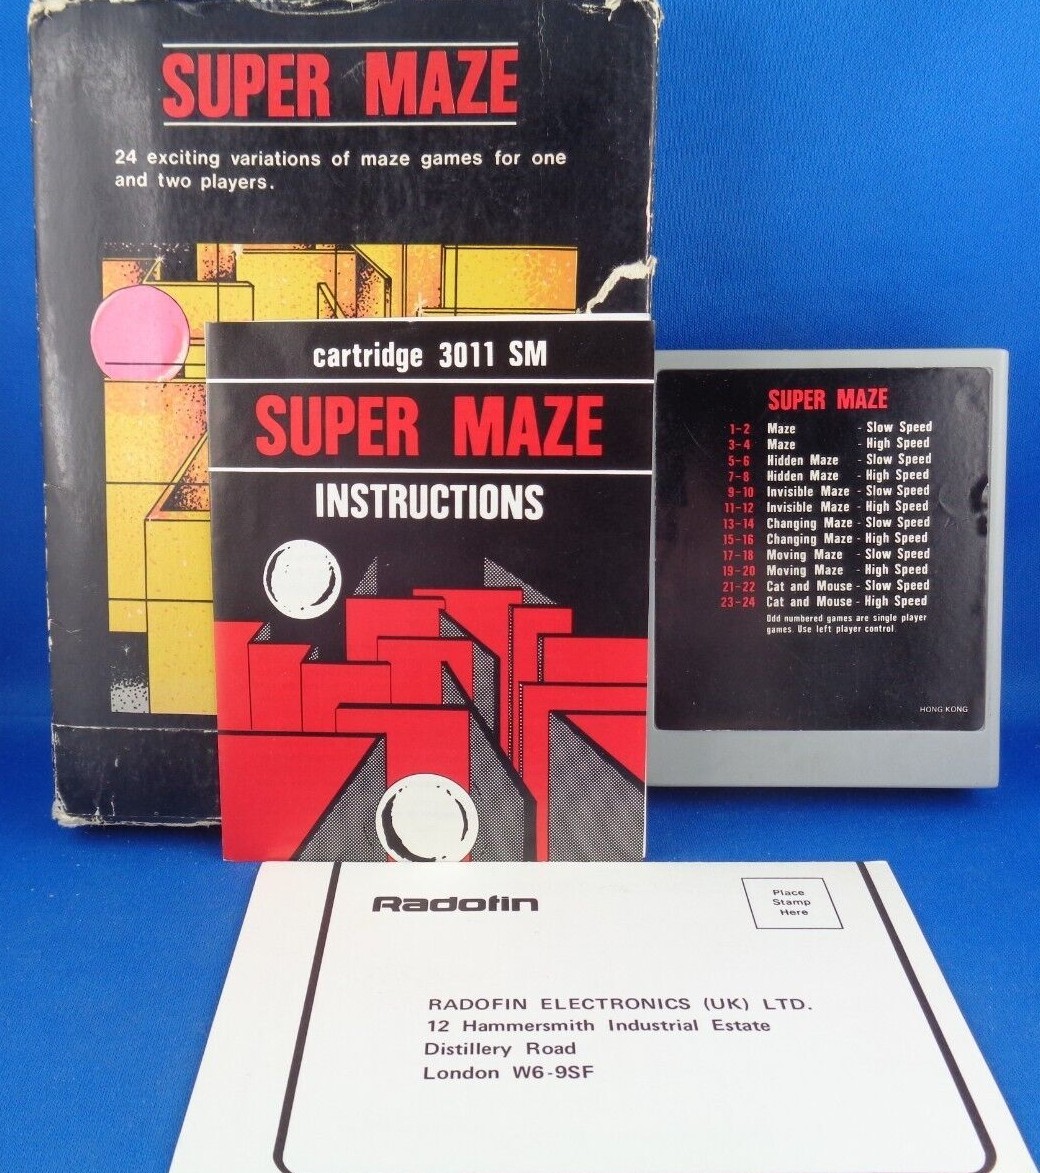 SUPER MAZE
24 exciting variations of maze games for one
and two players.
cartridge 3011 SM
SUPER MAZE
INSTRUCTIONS
SUPER MAZE
1-2 Maze - Slow Speed
3-4 Maze - High Speed
5-6 Hidden Maze - Slow Speed
7-8 Hidden Maze - High Speed
9-10 Invisible Maze - Slow Speed
11-12 Invisible Maze - High Speed
13-14 Changing Maze - Slow Speed
15-16 Changing Maze - High Speed
17-18 Moving Maze - Slow Speed
19-20 Moving Maze - High Speed
21-22 Cat and Mouse - Slow Speed
23-24 Cat and Mouse - High Speed
Odd numbered games are single player
games. Use left player control.
HONG KONG
Radofin
Place
Stamp
Here
RADOFIN ELECTRONICS (UK) LTD.
12 Hammersmith Industrial Estate
Distillery Road
London W6-9SF